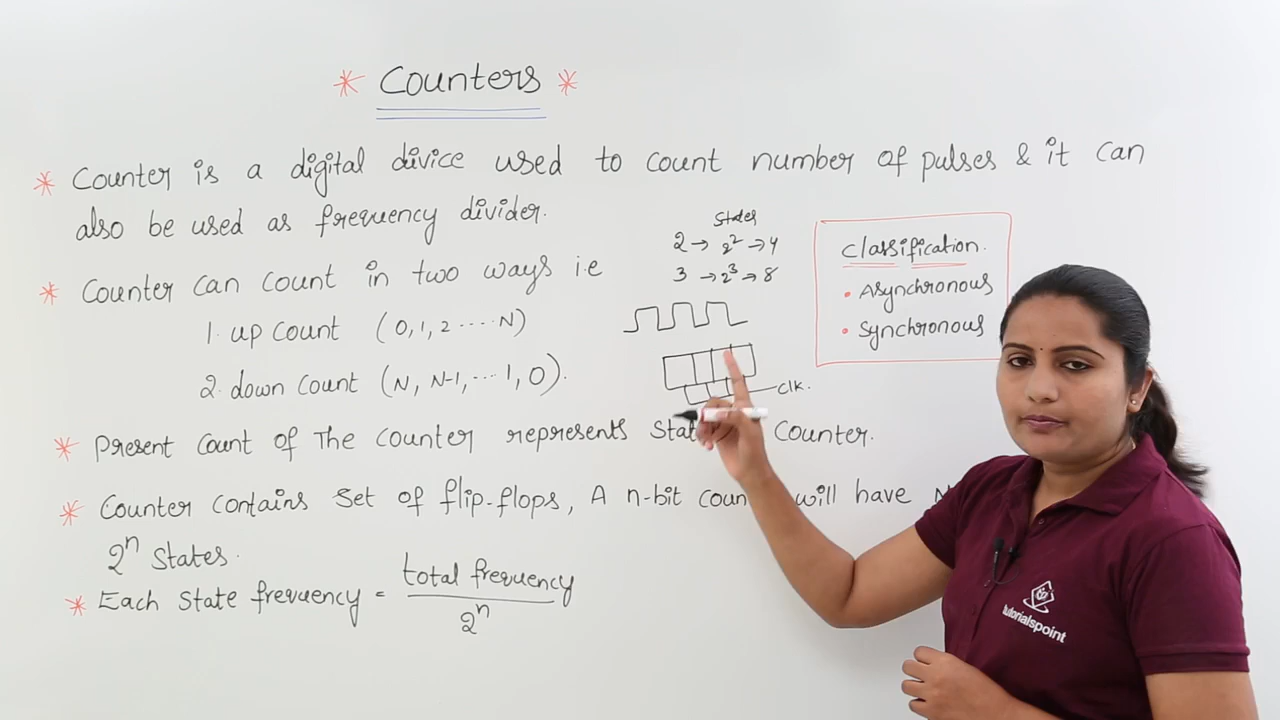 * Counters *
* Counter is a digital divice used to count number of pulses & it can
also be used as frequency divider.
States
2 → 2² → 4
3 → 2³ → 8
Classification.
• Asynchronous
• Synchronous
* Counter can count in two ways i.e
1. up count (0, 1, 2 ..... N)
2. down count (N, N-1, ... 1, 0).
clk.
* Present count of The counter represents Counter.
* Counter contains set of flip-flops, A n-bit will have
2ⁿ states.
* Each state frequency = total frequency / 2ⁿ
tutorialspoint